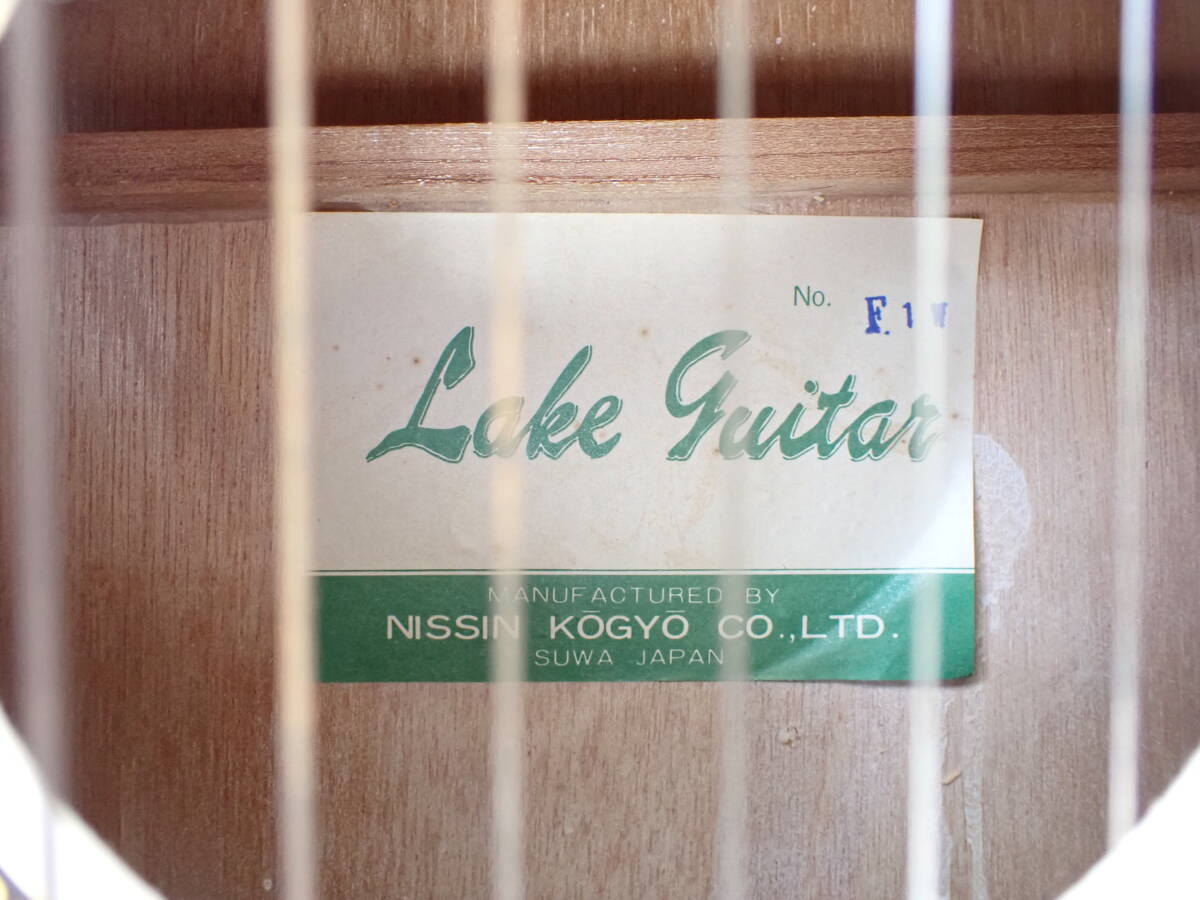 No. F. 1 W
Lake Guitar
MANUFACTURED BY
NISSIN KŌGYŌ CO.,LTD.
SUWA JAPAN